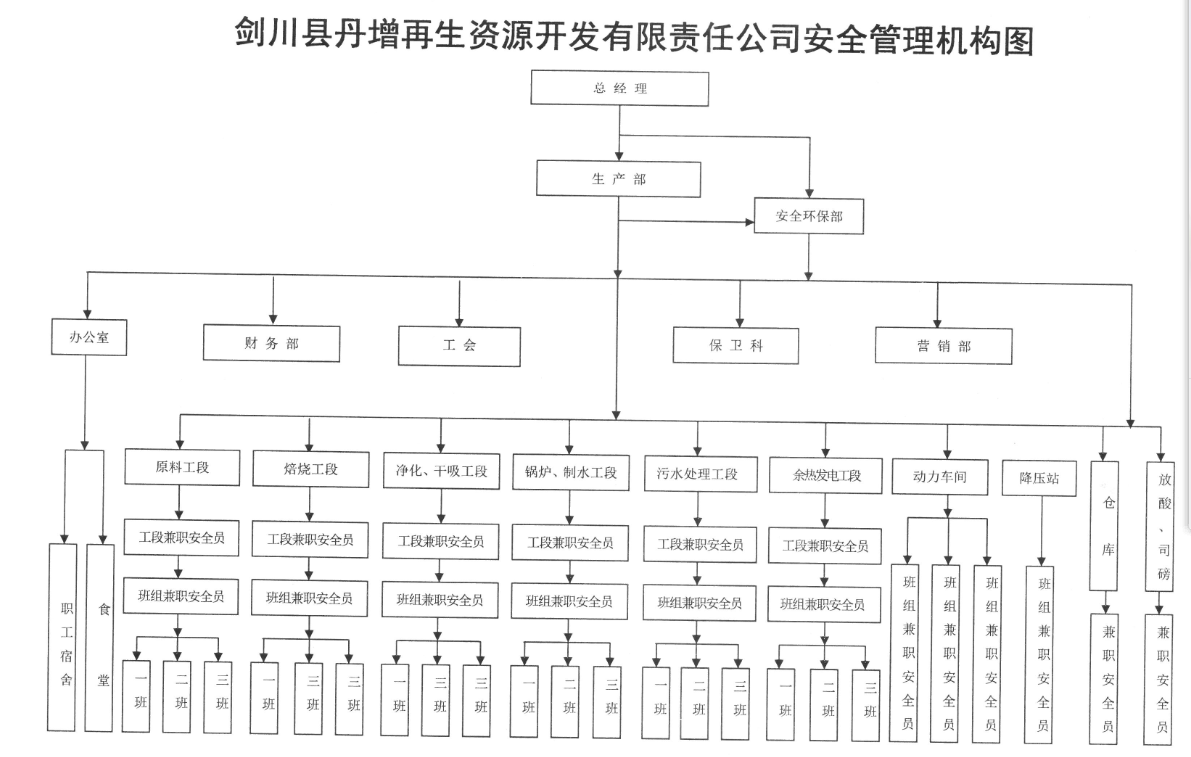 剑川县丹增再生资源开发有限责任公司安全管理机构图
总经理
生产部
安全环保部
办公室
财务部
工会
保卫科
营销部
原料工段
焙烧工段
净化、干吸工段
锅炉、制水工段
污水处理工段
余热发电工段
动力车间
降压站
仓库
放酸、司磅
工段兼职安全员
工段兼职安全员
工段兼职安全员
工段兼职安全员
工段兼职安全员
工段兼职安全员
班组兼职安全员
班组兼职安全员
班组兼职安全员
班组兼职安全员
班组兼职安全员
班组兼职安全员
职工宿舍
食堂
一班
二班
三班
一班
三班
三班
一班
三班
三班
一班
二班
三班
一班
二班
三班
一班
二班
三班
班组兼职安全员
班组兼职安全员
班组兼职安全员
班组兼职安全员
兼职安全员
兼职安全员